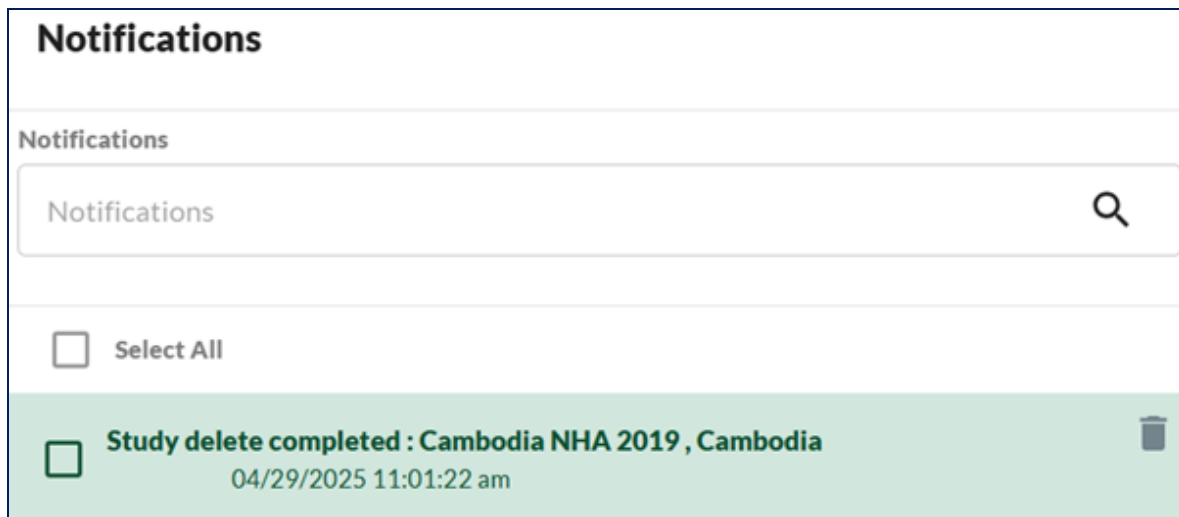 Notifications
Notifications
Notifications
Select All
Study delete completed : Cambodia NHA 2019 , Cambodia
04/29/2025 11:01:22 am